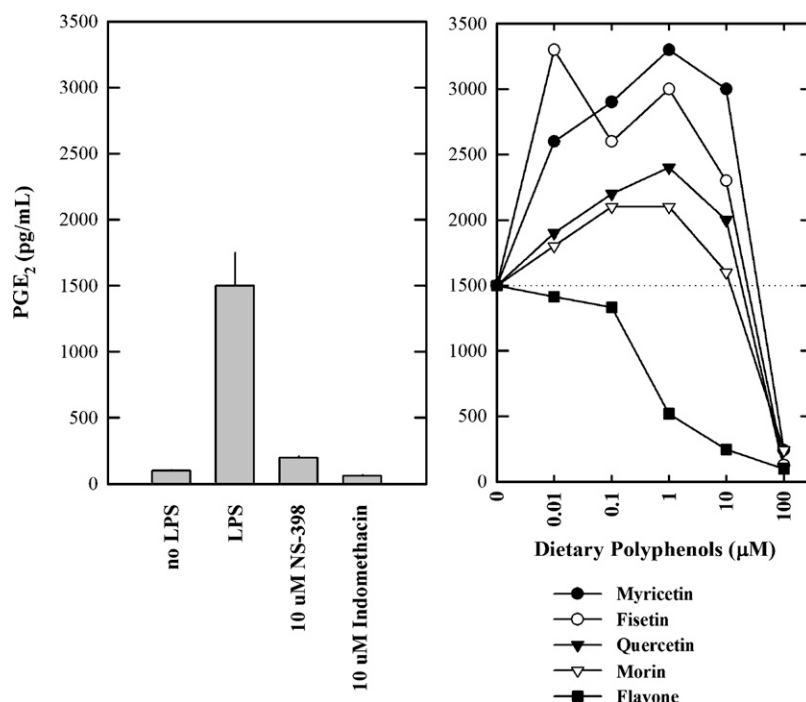 PGE2 (pg/mL)
3500
3000
2500
2000
1500
1000
500
0
no LPS
LPS
10 uM NS-398
10 uM Indomethacin
3500
3000
2500
2000
1500
1000
500
0
0
0.01
0.1
1
10
100
Dietary Polyphenols (μM)
Myricetin
Fisetin
Quercetin
Morin
Flavone